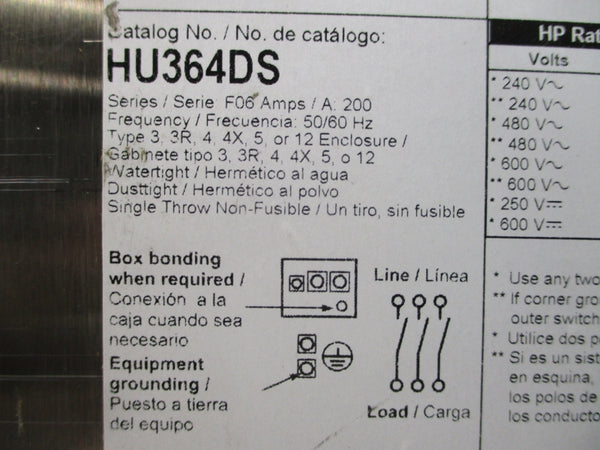 Catalog No. / No. de catálogo:
HU364DS
Series / Serie: F06 Amps / A: 200
Frequency / Frecuencia: 50/60 Hz
Type 3, 3R, 4, 4X, 5, or 12 Enclosure /
Gabinete tipo 3, 3R, 4, 4X, 5, o 12
Watertight / Hermético al agua
Dusttight / Hermético al polvo
Single Throw Non-Fusible / Un tiro, sin fusible
Box bonding
when required /
Conexión a la
caja cuando sea
necesario
Equipment
grounding /
Puesto a tierra
del equipo
Line / Línea
Load / Carga
HP Rat
Volts
* 240 V~
** 240 V~
* 480 V~
** 480 V~
* 600 V~
** 600 V~
* 250 V⎓
* 600 V⎓
* Use any two
** If corner gro
outer switch
* Utilice dos p
** Si es un sist
en esquina,
los polos de
los conducto